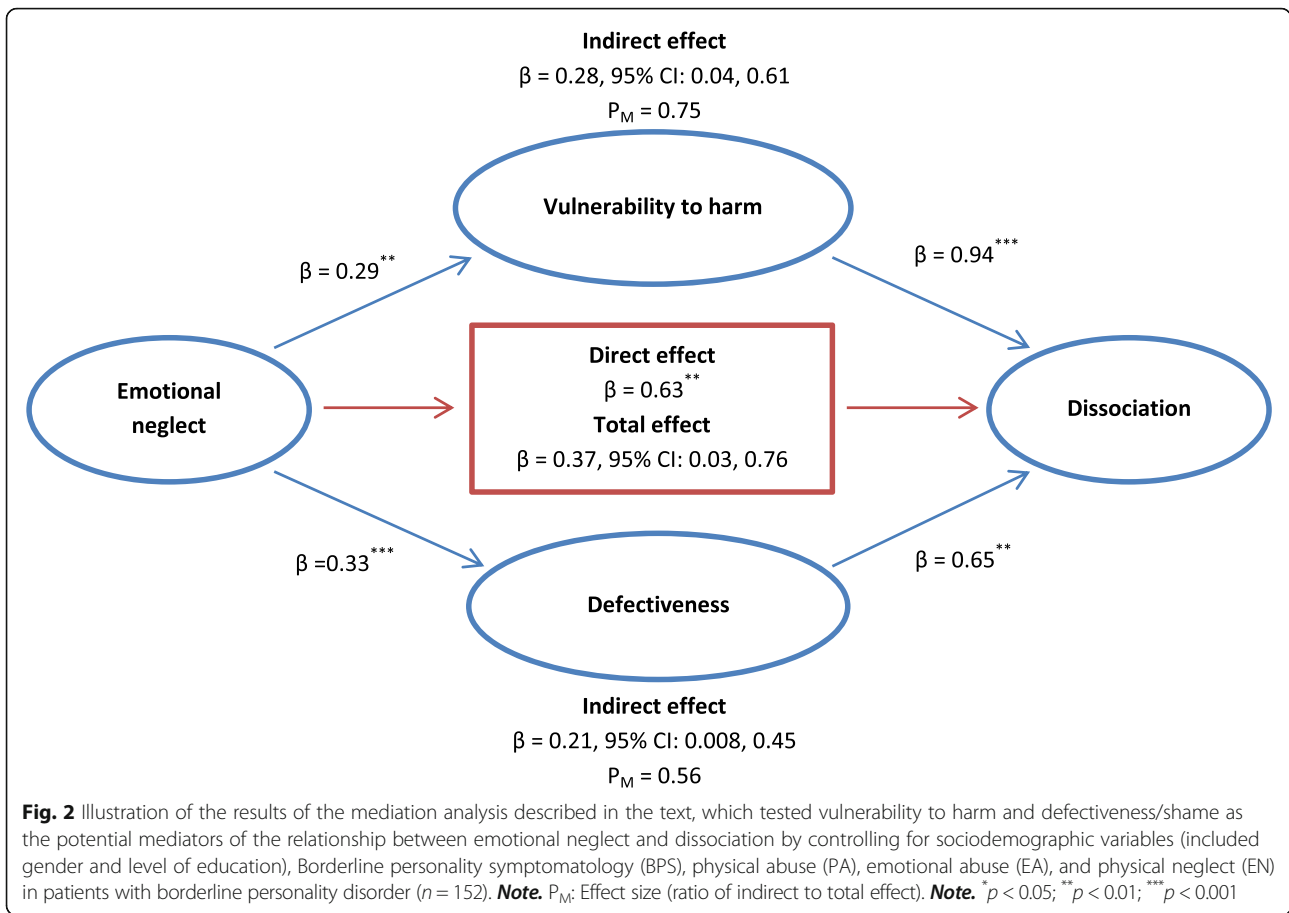 Indirect effect
β = 0.28, 95% CI: 0.04, 0.61
P_M = 0.75
Vulnerability to harm
β = 0.29**
β = 0.94***
Direct effect
β = 0.63**
Total effect
β = 0.37, 95% CI: 0.03, 0.76
Emotional
neglect
Dissociation
β =0.33***
β = 0.65**
Defectiveness
Indirect effect
β = 0.21, 95% CI: 0.008, 0.45
P_M = 0.56
Fig. 2 Illustration of the results of the mediation analysis described in the text, which tested vulnerability to harm and defectiveness/shame as
the potential mediators of the relationship between emotional neglect and dissociation by controlling for sociodemographic variables (included
gender and level of education), Borderline personality symptomatology (BPS), physical abuse (PA), emotional abuse (EA), and physical neglect (EN)
in patients with borderline personality disorder (n = 152). Note. P_M: Effect size (ratio of indirect to total effect). Note. *p < 0.05; **p < 0.01; ***p < 0.001